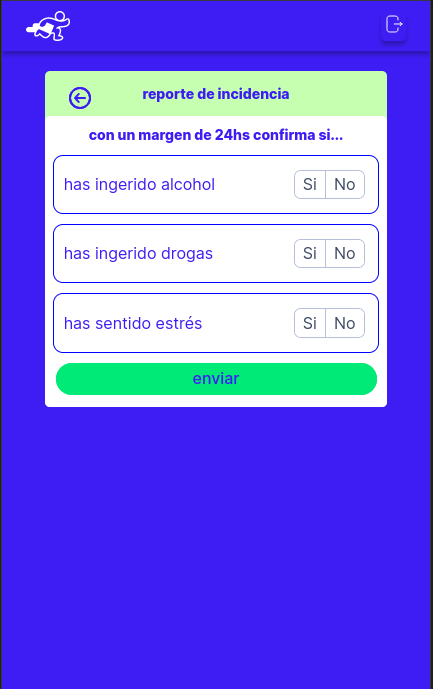 reporte de incidencia
con un margen de 24hs confirma si...
has ingerido alcohol Si No
has ingerido drogas Si No
has sentido estrés Si No
enviar